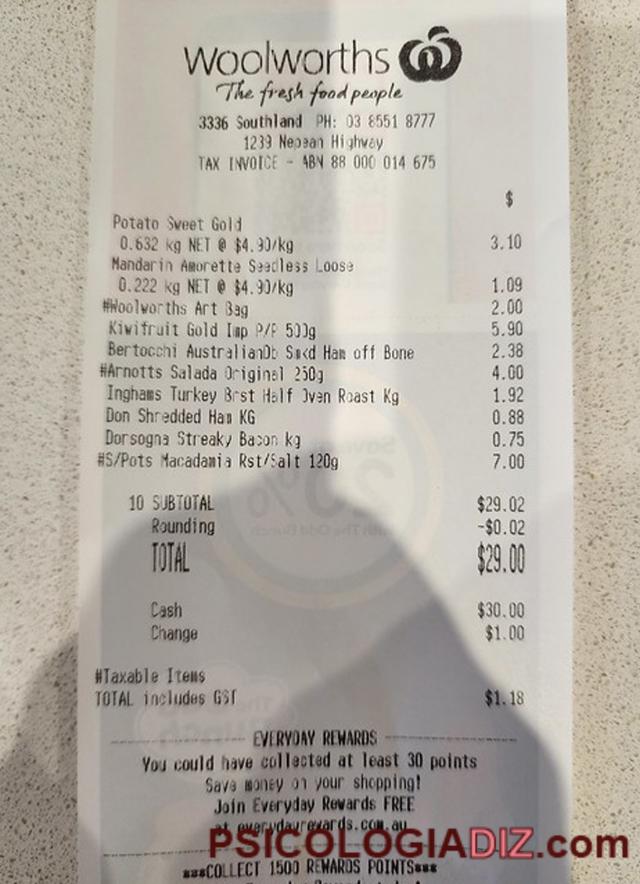 Woolworths
The fresh food people
3336 Southland PH: 03 8551 8777
1239 Nepean Highway
TAX INVOICE - ABN 88 000 014 675
$
Potato Sweet Gold
0.632 kg NET @ $4.90/kg 3.10
Mandarin Amorette Seedless Loose
0.222 kg NET @ $4.90/kg 1.09
#Woolworths Art Bag 2.00
Kiwifruit Gold Imp P/P 500g 5.90
Bertocchi AustralianDb Smkd Ham off Bone 2.38
#Arnotts Salada Original 250g 4.00
Inghams Turkey Brst Half Oven Roast Kg 1.92
Don Shredded Ham KG 0.88
Dorsogna Streaky Bacon kg 0.75
#S/Pots Macadamia Rst/Salt 120g 7.00
10 SUBTOTAL $29.02
Rounding -$0.02
TOTAL $29.00
Cash $30.00
Change $1.00
#Taxable Items
TOTAL includes GST $1.18
EVERYDAY REWARDS
You could have collected at least 30 points
Save money on your shopping!
Join Everyday Rewards FREE
at everydayrewards.com.au
PSICOLOGIADIZ.com
***COLLECT 1500 REWARDS POINTS***